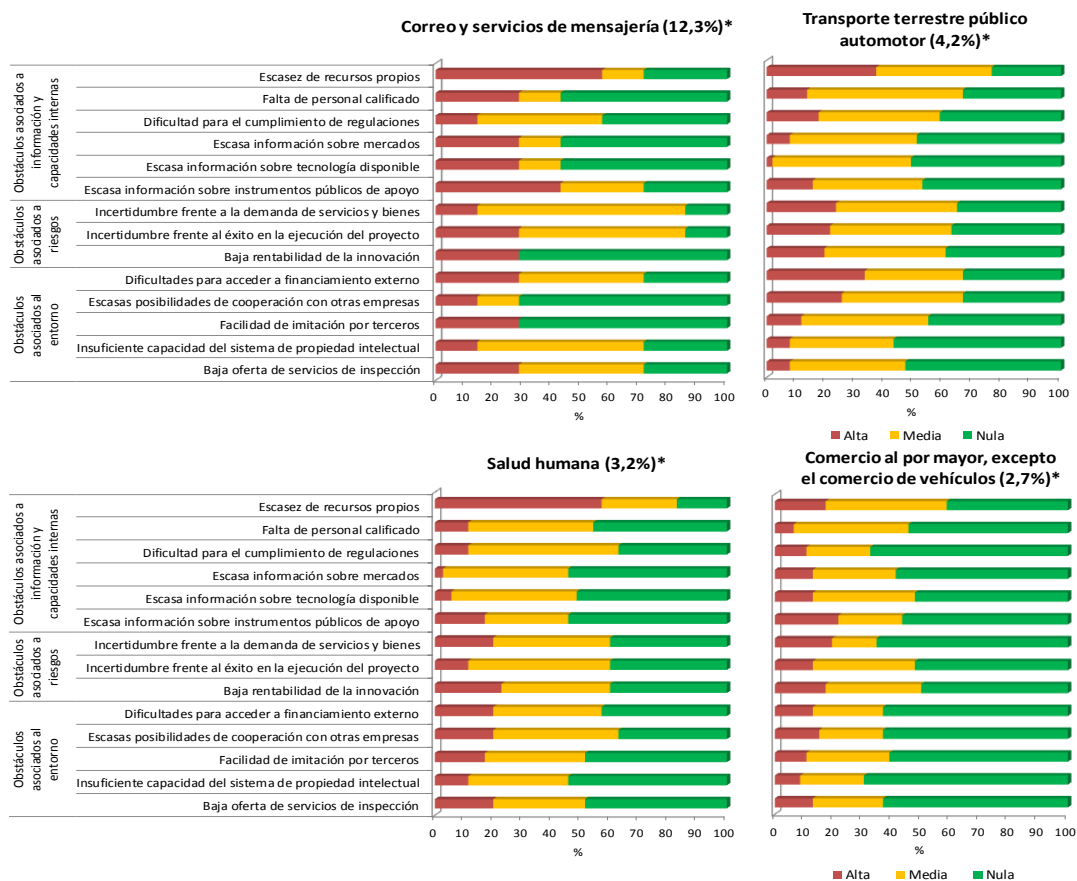 Correo y servicios de mensajería (12,3%)*
Transporte terrestre público
automotor (4,2%)*
Obstáculos asociados a
información y
capacidades internas
Escasez de recursos propios
Falta de personal calificado
Dificultad para el cumplimiento de regulaciones
Escasa información sobre mercados
Escasa información sobre tecnología disponible
Escasa información sobre instrumentos públicos de apoyo
Obstáculos
asociados a
riesgos
Incertidumbre frente a la demanda de servicios y bienes
Incertidumbre frente al éxito en la ejecución del proyecto
Baja rentabilidad de la innovación
Obstáculos
asociados al
entorno
Dificultades para acceder a financiamiento externo
Escasas posibilidades de cooperación con otras empresas
Facilidad de imitación por terceros
Insuficiente capacidad del sistema de propiedad intelectual
Baja oferta de servicios de inspección
0 10 20 30 40 50 60 70 80 90 100
%
0 10 20 30 40 50 60 70 80 90 100
%
Alta Media Nula
Salud humana (3,2%)*
Comercio al por mayor, excepto
el comercio de vehículos (2,7%)*
Obstáculos asociados a
información y
capacidades internas
Escasez de recursos propios
Falta de personal calificado
Dificultad para el cumplimiento de regulaciones
Escasa información sobre mercados
Escasa información sobre tecnología disponible
Escasa información sobre instrumentos públicos de apoyo
Obstáculos
asociados a
riesgos
Incertidumbre frente a la demanda de servicios y bienes
Incertidumbre frente al éxito en la ejecución del proyecto
Baja rentabilidad de la innovación
Obstáculos
asociados al
entorno
Dificultades para acceder a financiamiento externo
Escasas posibilidades de cooperación con otras empresas
Facilidad de imitación por terceros
Insuficiente capacidad del sistema de propiedad intelectual
Baja oferta de servicios de inspección
0 10 20 30 40 50 60 70 80 90 100
%
0 10 20 30 40 50 60 70 80 90 100
%
Alta Media Nula